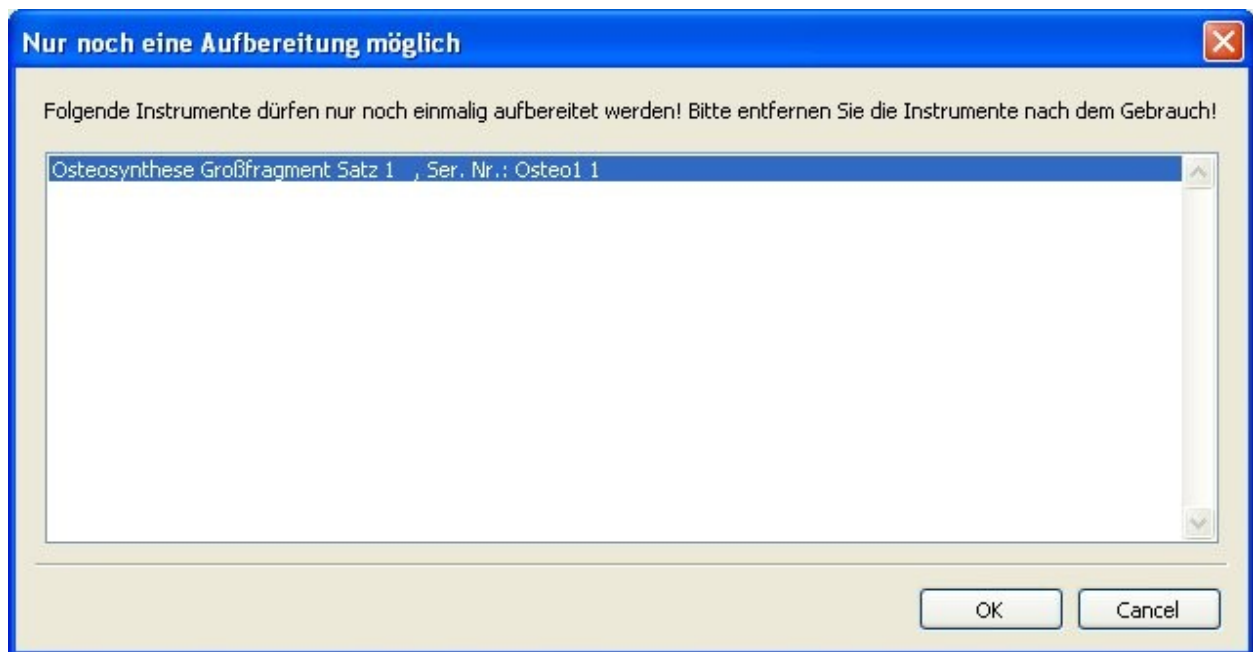 Nur noch eine Aufbereitung möglich
Folgende Instrumente dürfen nur noch einmalig aufbereitet werden! Bitte entfernen Sie die Instrumente nach dem Gebrauch!
Osteosynthese Großfragment Satz 1 , Ser. Nr.: Osteo1 1
OK
Cancel